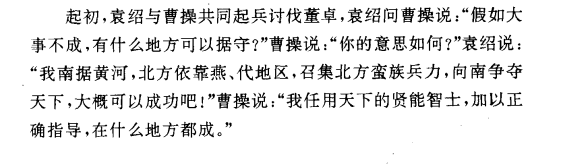 起初，袁绍与曹操共同起兵讨伐董卓，袁绍问曹操说：“假如大
事不成，有什么地方可以据守？”曹操说：“你的意思如何？”袁绍说：
“我南据黄河，北方依靠燕、代地区，召集北方蛮族兵力，向南争夺
天下，大概可以成功吧！”曹操说：“我任用天下的贤能智士，加以正
确指导，在什么地方都成。”